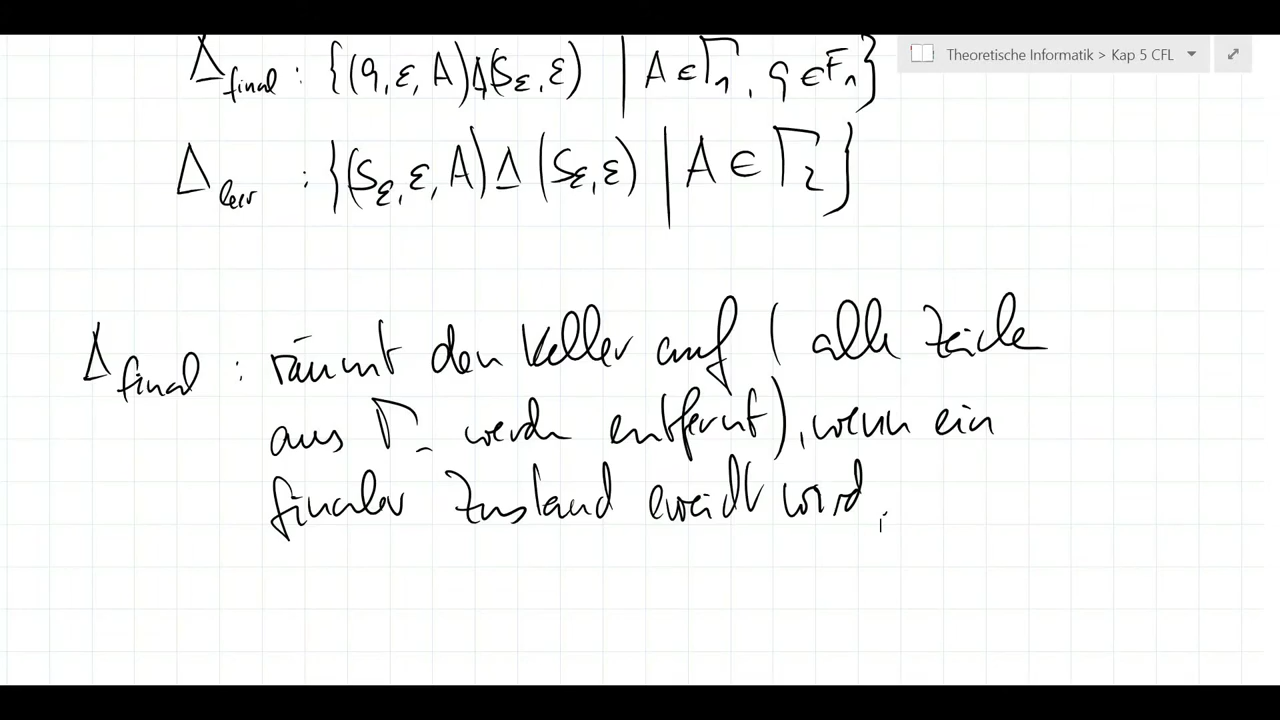 Δfinal : {(q, ε, A) Δ (Sε, ε) | A ∈ Γ1, q ∈ F1}
Theoretische Informatik > Kap 5 CFL
Δleer : {(Sε, ε, A) Δ (Sε, ε) | A ∈ Γ2}
Δfinal : räumt den Keller auf ( alle Zeichen
aus Γ werden entfernt), wenn ein
finaler Zustand erreicht wird,